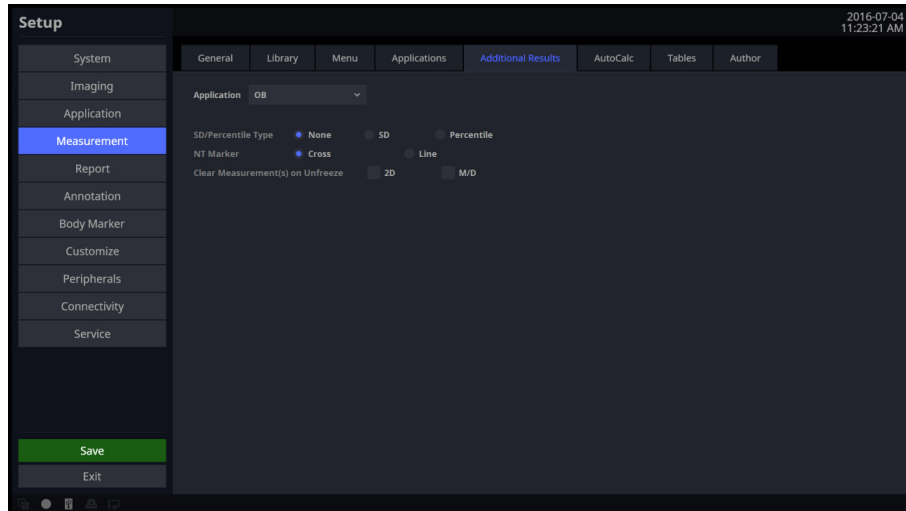 Setup
2016-07-04
11:23:21 AM
System
Imaging
Application
Measurement
Report
Annotation
Body Marker
Customize
Peripherals
Connectivity
Service
Save
Exit
General Library Menu Applications Additional Results AutoCalc Tables Author
Application OB
SD/Percentile Type None SD Percentile
NT Marker Cross Line
Clear Measurement(s) on Unfreeze 2D M/D